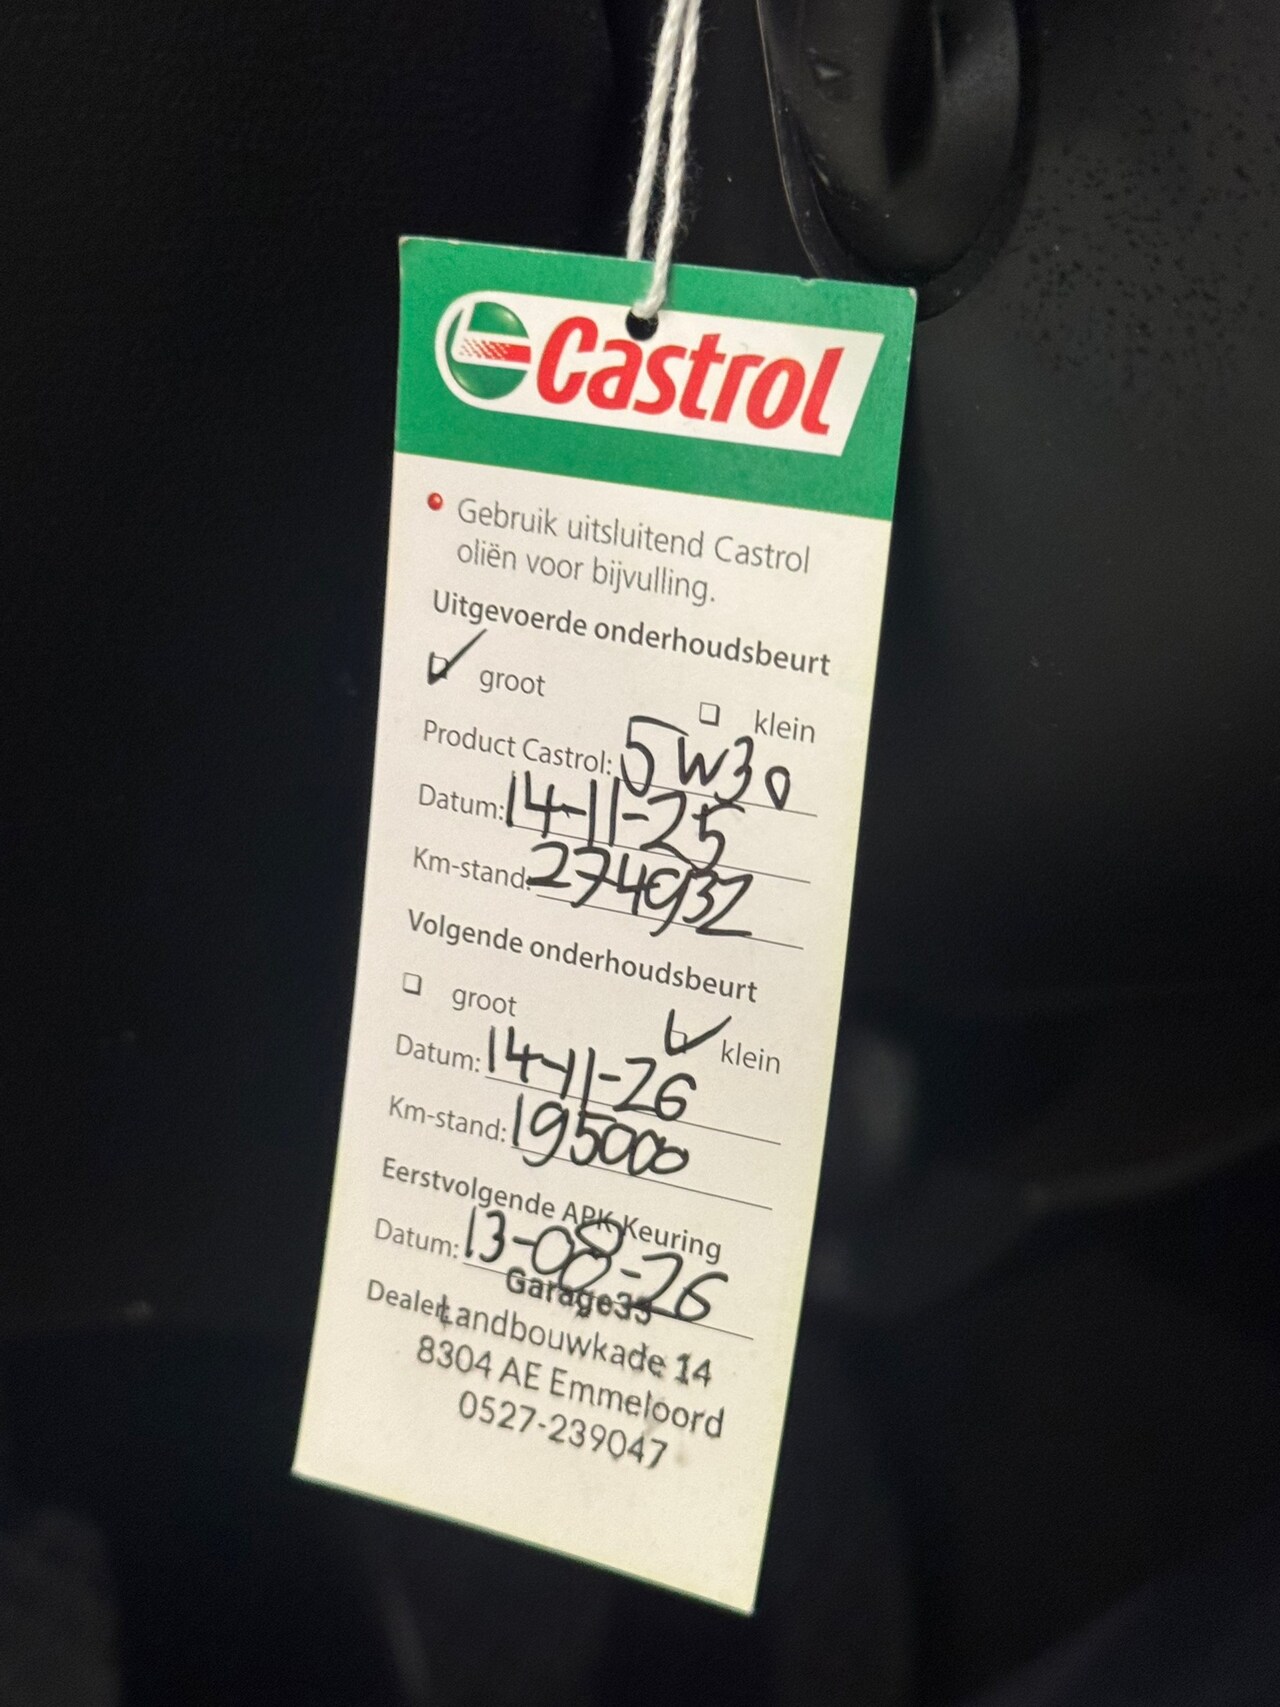 Castrol
Gebruik uitsluitend Castrol
oliën voor bijvulling.
Uitgevoerde onderhoudsbeurt
groot
klein
Product Castrol: 5W30
Datum: 14-11-25
Km-stand: 274932
Volgende onderhoudsbeurt
groot
klein
Datum: 14-11-26
Km-stand: 195000
Eerstvolgende APK Keuring
Datum: 13-08-26
Garage33
Dealer: Landbouwkade 14
8304 AE Emmeloord
0527-239047